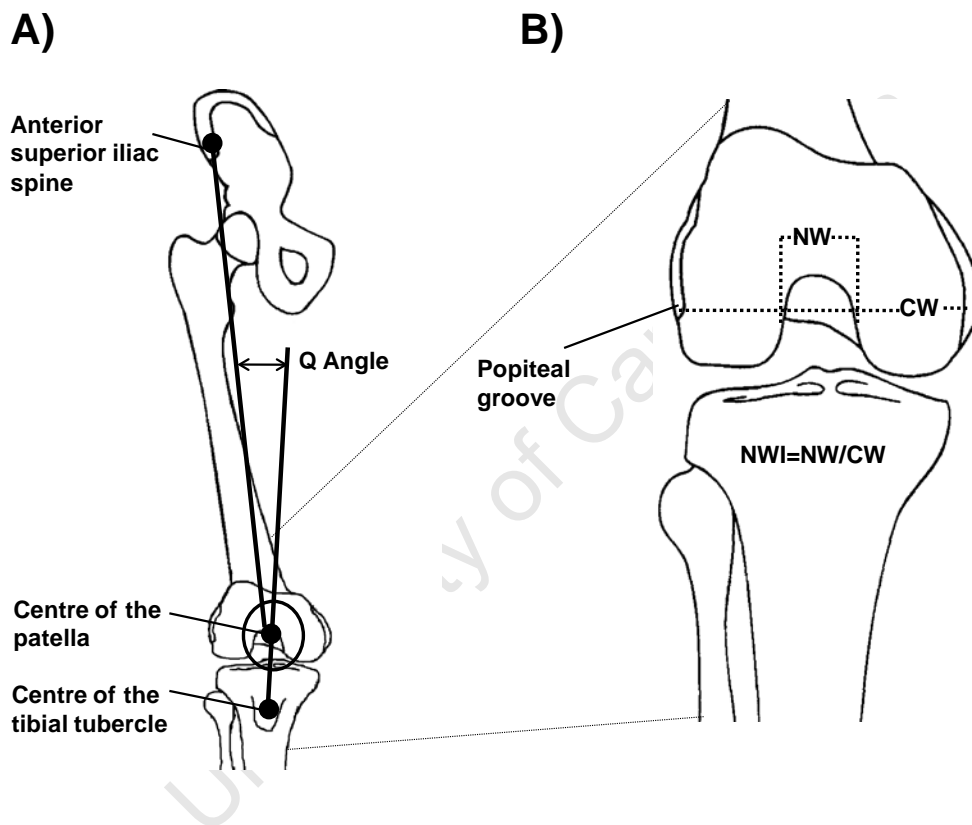 A)
B)
Anterior
superior iliac
spine
NW
CW
Q Angle
Popiteal
groove
NWI=NW/CW
Centre of the
patella
Centre of the
tibial tubercle